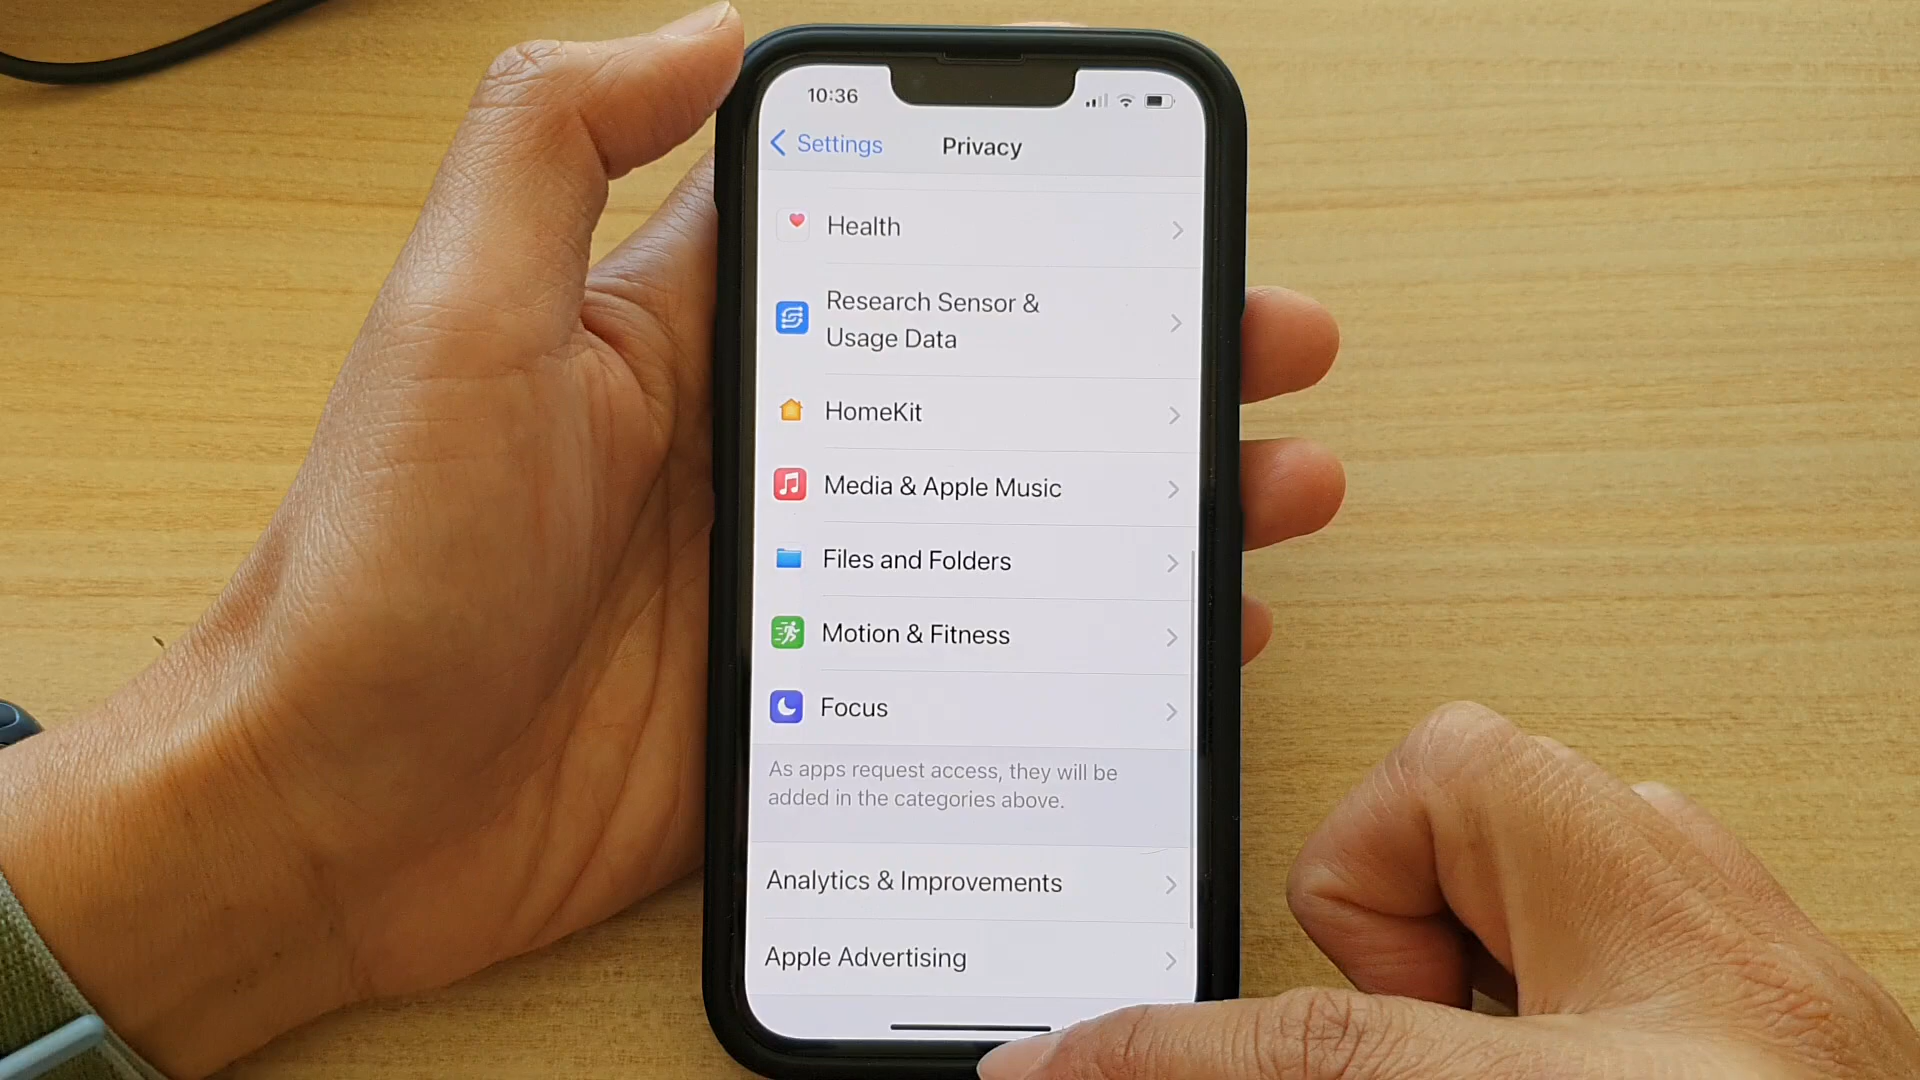 10:36
Settings
Privacy
Health
Research Sensor &
Usage Data
HomeKit
Media & Apple Music
Files and Folders
Motion & Fitness
Focus
As apps request access, they will be
added in the categories above.
Analytics & Improvements
Apple Advertising